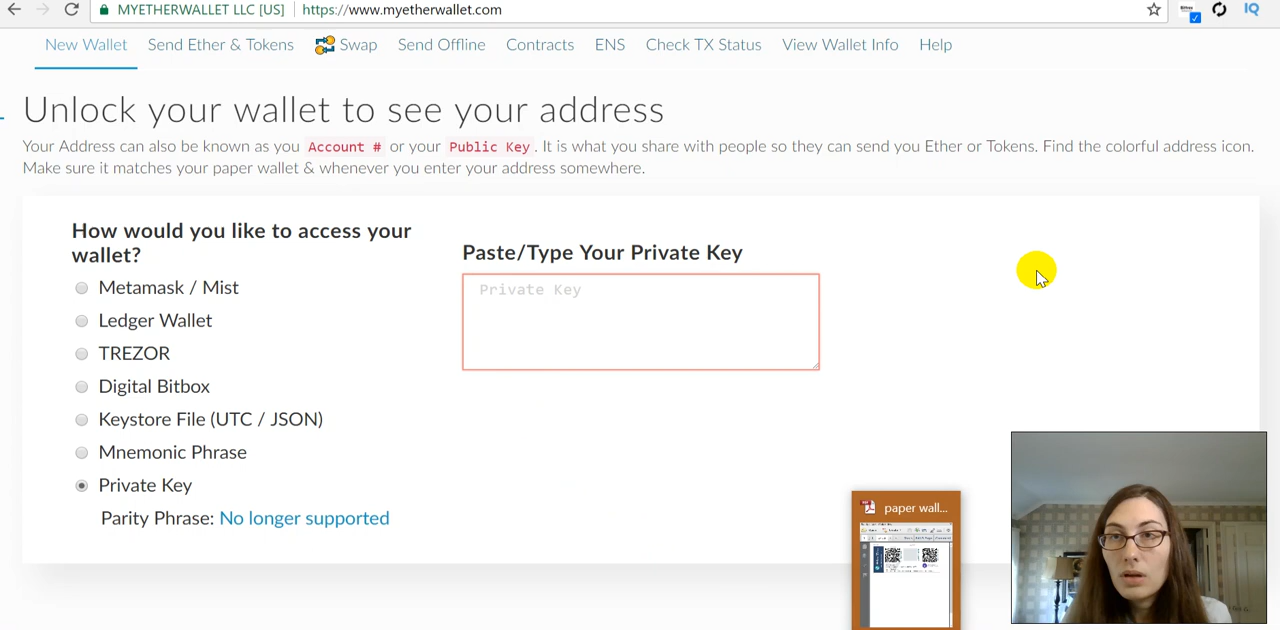 MYETHERWALLET LLC [US] https://www.myetherwallet.com
New Wallet Send Ether & Tokens Swap Send Offline Contracts ENS Check TX Status View Wallet Info Help
Unlock your wallet to see your address
Your Address can also be known as you Account # or your Public Key . It is what you share with people so they can send you Ether or Tokens. Find the colorful address icon.
Make sure it matches your paper wallet & whenever you enter your address somewhere.
How would you like to access your
wallet?
Metamask / Mist
Ledger Wallet
TREZOR
Digital Bitbox
Keystore File (UTC / JSON)
Mnemonic Phrase
Private Key
Parity Phrase: No longer supported
Paste/Type Your Private Key
Private Key
paper wall...
IQ